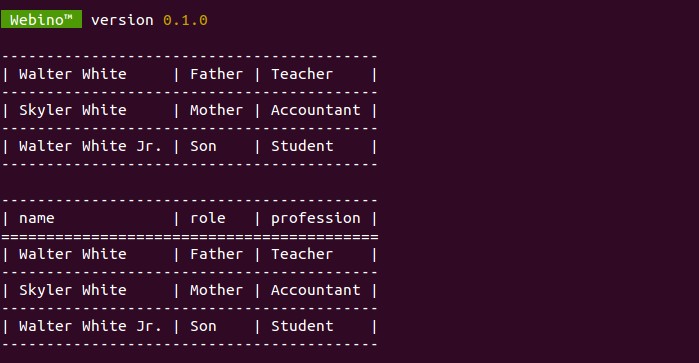 Webino™ version 0.1.0
------------------------------------------
| Walter White     | Father | Teacher    |
------------------------------------------
| Skyler White     | Mother | Accountant |
------------------------------------------
| Walter White Jr. | Son    | Student    |
------------------------------------------
------------------------------------------
| name             | role   | profession |
==========================================
| Walter White     | Father | Teacher    |
------------------------------------------
| Skyler White     | Mother | Accountant |
------------------------------------------
| Walter White Jr. | Son    | Student    |
------------------------------------------